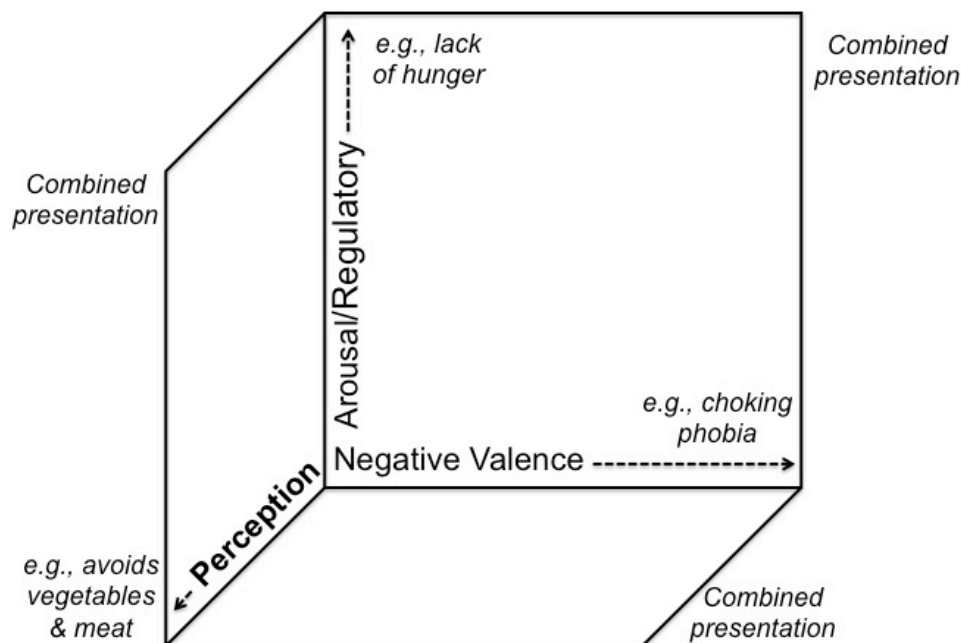 e.g., lack
of hunger
Combined
presentation
Combined
presentation
Arousal/Regulatory
e.g., choking
phobia
Negative Valence
Perception
e.g., avoids
vegetables
& meat
Combined
presentation